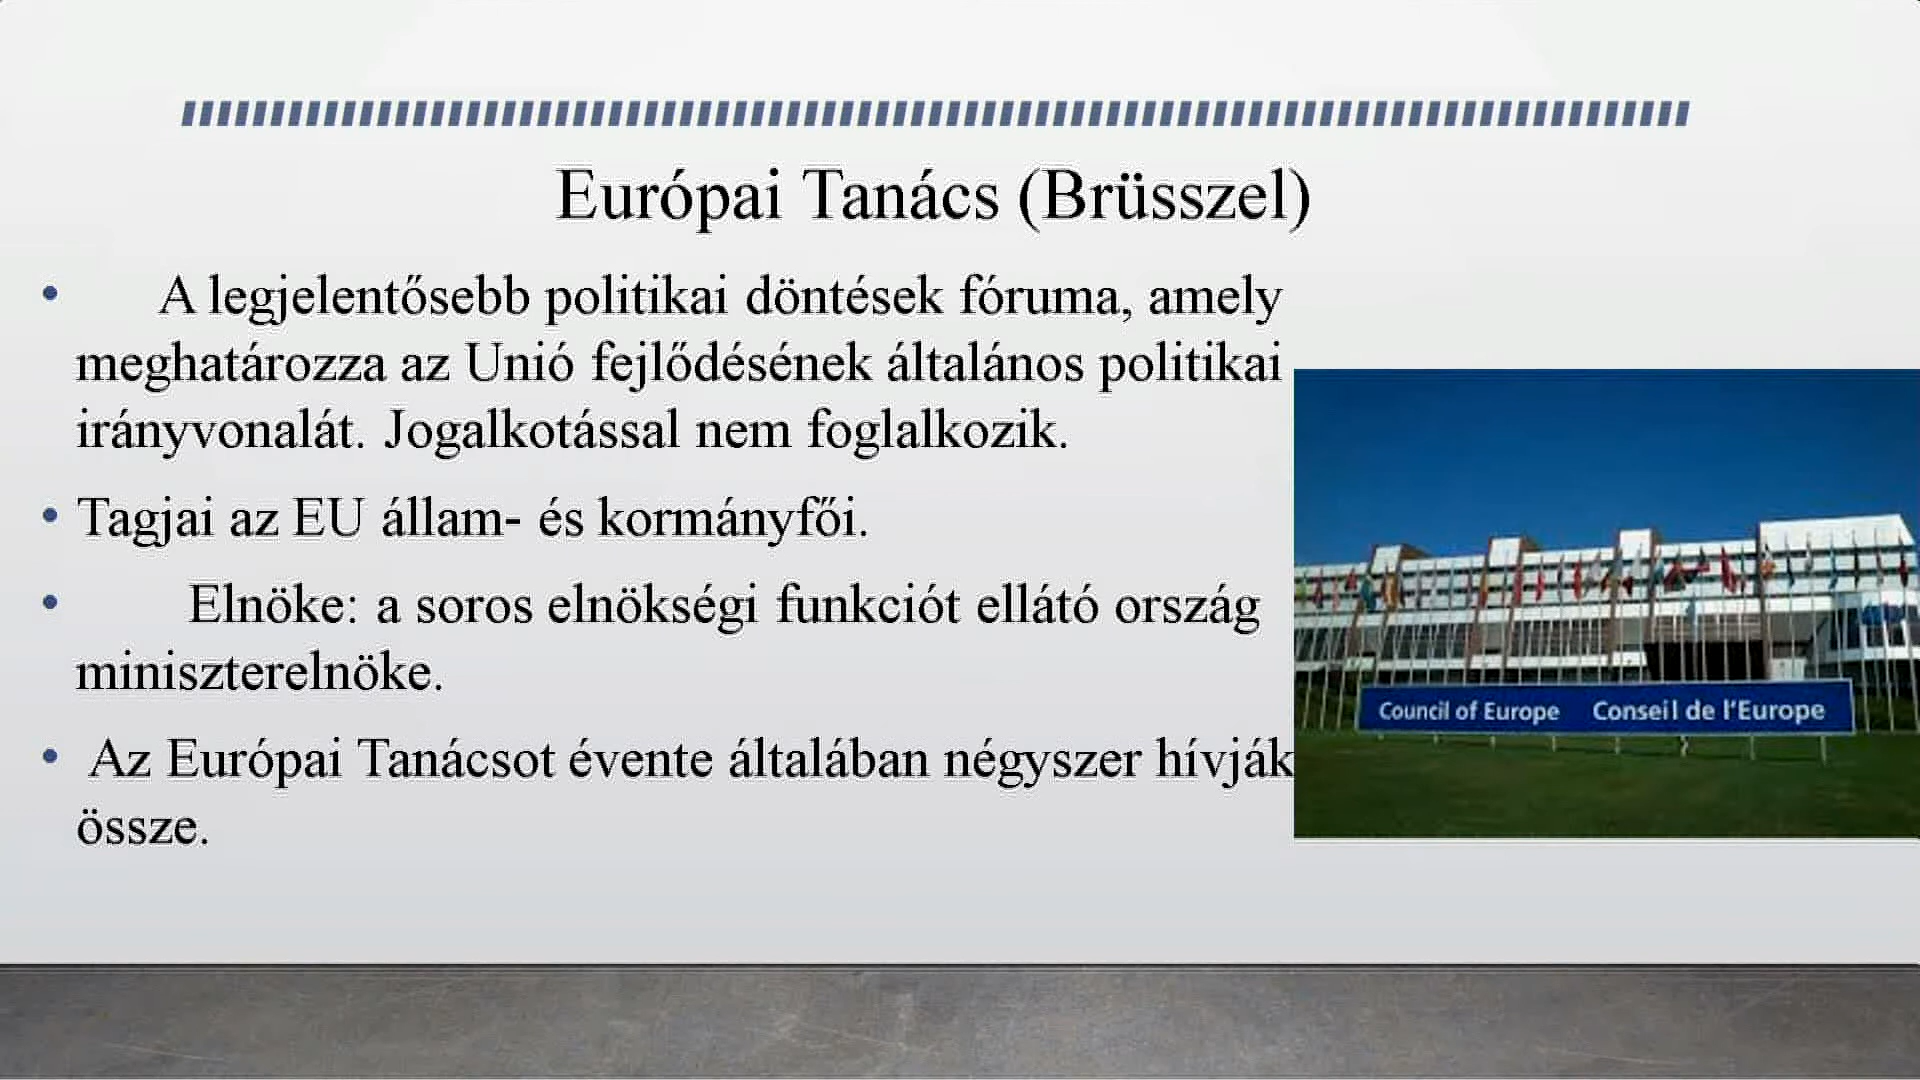 Európai Tanács (Brüsszel)
• A legjelentősebb politikai döntések fóruma, amely
meghatározza az Unió fejlődésének általános politikai
irányvonalát. Jogalkotással nem foglalkozik.
• Tagjai az EU állam- és kormányfői.
• Elnöke: a soros elnökségi funkciót ellátó ország
miniszterelnöke.
• Az Európai Tanácsot évente általában négyszer hívják
össze.
Council of Europe Conseil de l'Europe